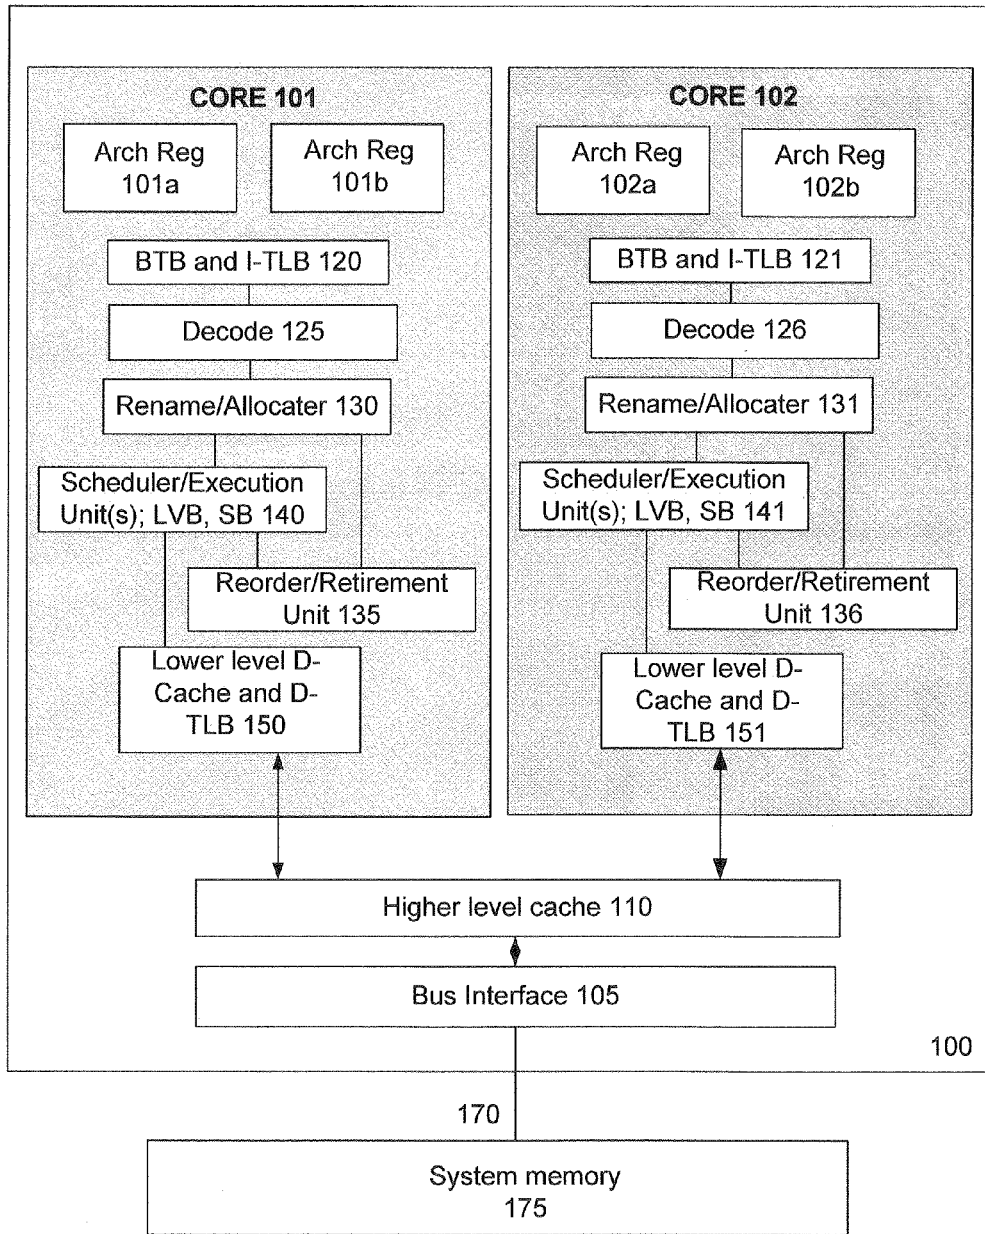 CORE 101
Arch Reg
101a
Arch Reg
101b
BTB and I-TLB 120
Decode 125
Rename/Allocater 130
Scheduler/Execution
Unit(s); LVB, SB 140
Reorder/Retirement
Unit 135
Lower level D-
Cache and D-
TLB 150
CORE 102
Arch Reg
102a
Arch Reg
102b
BTB and I-TLB 121
Decode 126
Rename/Allocater 131
Scheduler/Execution
Unit(s); LVB, SB 141
Reorder/Retirement
Unit 136
Lower level D-
Cache and D-
TLB 151
Higher level cache 110
Bus Interface 105
100
170
System memory
175